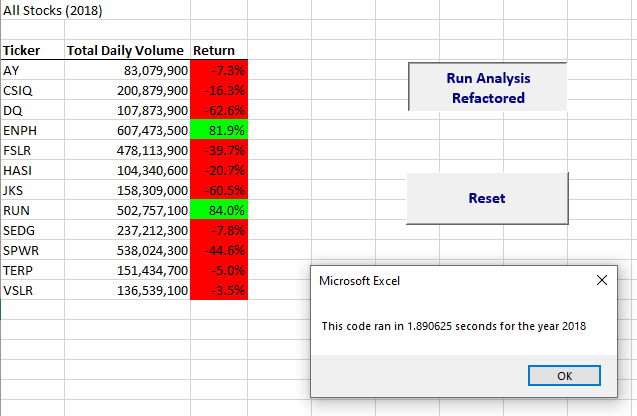 All Stocks (2018)
Ticker Total Daily Volume Return
AY 83,079,900 -7.3%
CSIQ 200,879,900 -16.3%
DQ 107,873,900 -62.6%
ENPH 607,473,500 81.9%
FSLR 478,113,900 -39.7%
HASI 104,340,600 -20.7%
JKS 158,309,000 -60.5%
RUN 502,757,100 84.0%
SEDG 237,212,300 -7.8%
SPWR 538,024,300 -44.6%
TERP 151,434,700 -5.0%
VSLR 136,539,100 -3.5%
Run Analysis
Refactored
Reset
Microsoft Excel
This code ran in 1.890625 seconds for the year 2018
OK